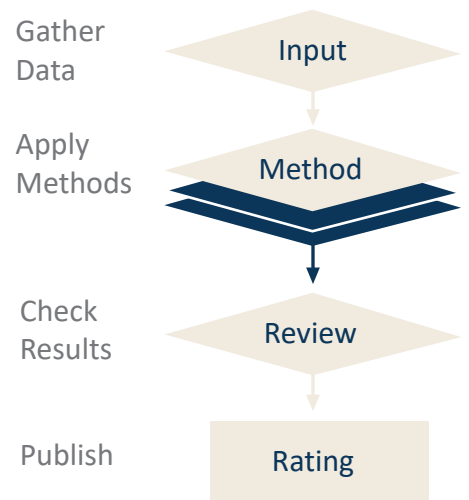 Gather
Data
Input
Apply
Methods
Method
Check
Results
Review
Publish
Rating